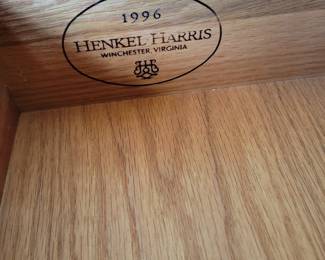 1996
HENKEL HARRIS
WINCHESTER, VIRGINIA